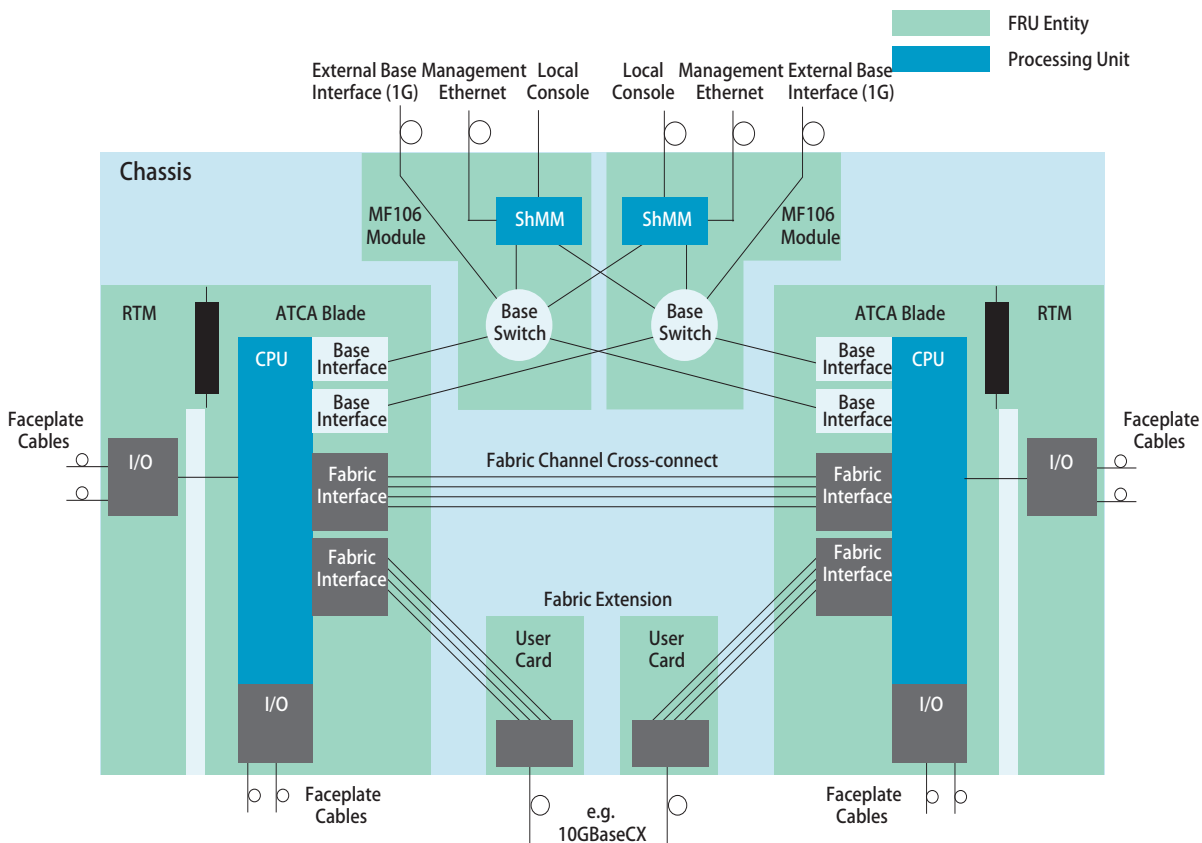 FRU Entity
Processing Unit
External Base
Interface (1G)
Management
Ethernet
Local
Console
Local
Console
Management
Ethernet
External Base
Interface (1G)
Chassis
MF106
Module
ShMM
ShMM
MF106
Module
Base
Switch
Base
Switch
RTM
ATCA Blade
ATCA Blade
RTM
CPU
Base
Interface
Base
Interface
CPU
Base
Interface
Base
Interface
Faceplate
Cables
I/O
Fabric
Interface
Fabric Channel Cross-connect
Fabric
Interface
I/O
Faceplate
Cables
Fabric
Interface
Fabric
Interface
Fabric Extension
User
Card
User
Card
I/O
I/O
Faceplate
Cables
e.g.
10GBaseCX
Faceplate
Cables